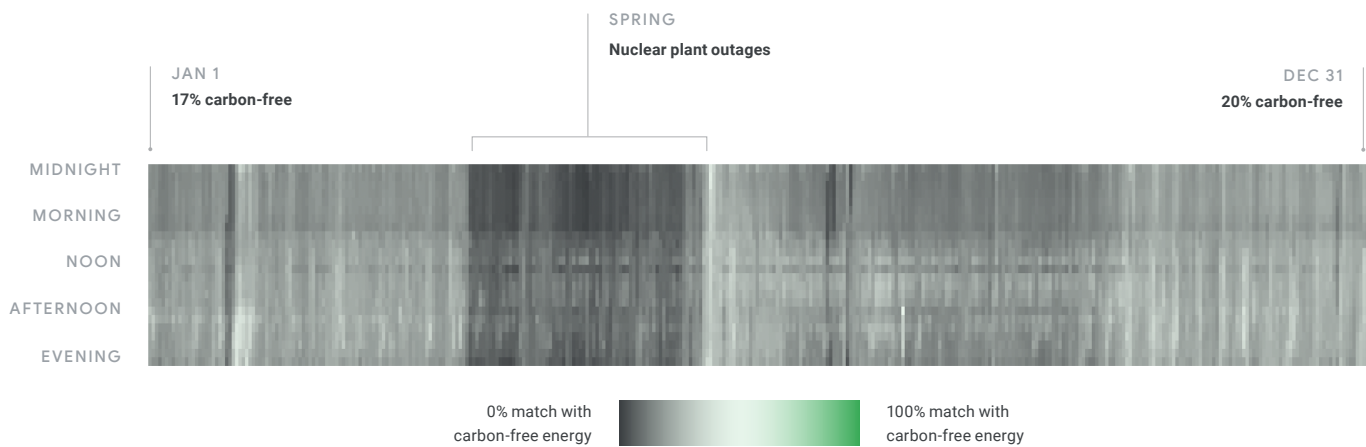 SPRING
Nuclear plant outages
JAN 1
17% carbon-free
DEC 31
20% carbon-free
MIDNIGHT
MORNING
NOON
AFTERNOON
EVENING
0% match with
carbon-free energy
100% match with
carbon-free energy